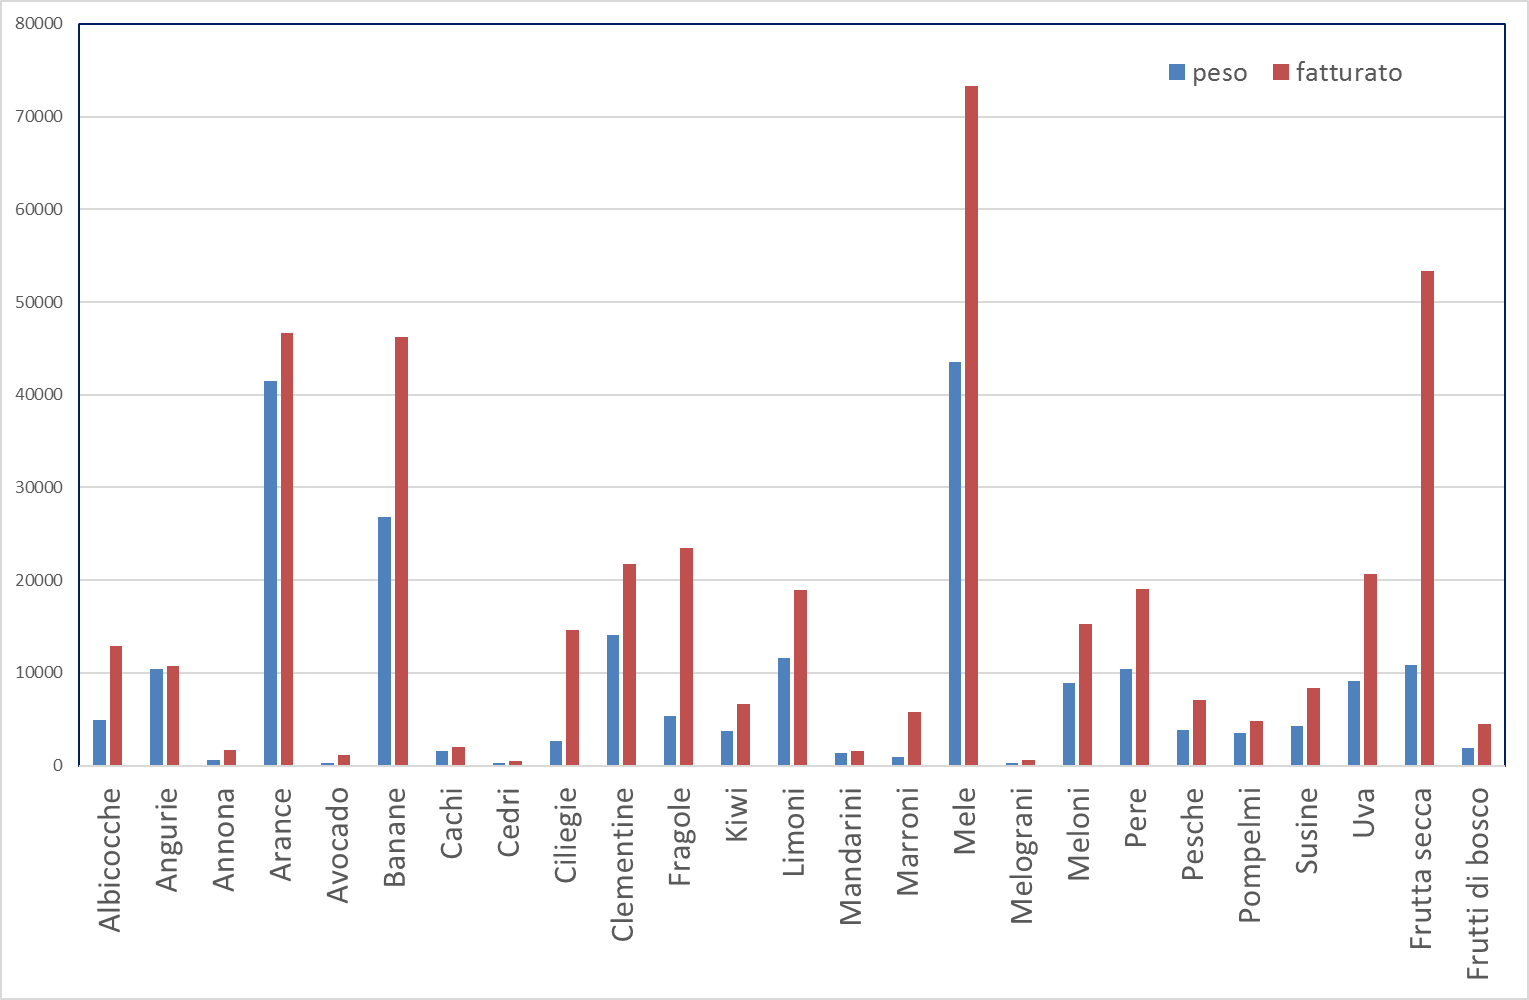 80000
peso fatturato
70000
60000
50000
40000
30000
20000
10000
0
Albicocche
Angurie
Annona
Arance
Avocado
Banane
Cachi
Cedri
Ciliegie
Clementine
Fragole
Kiwi
Limoni
Mandarini
Marroni
Mele
Melograni
Meloni
Pere
Pesche
Pompelmi
Susine
Uva
Frutta secca
Frutti di bosco